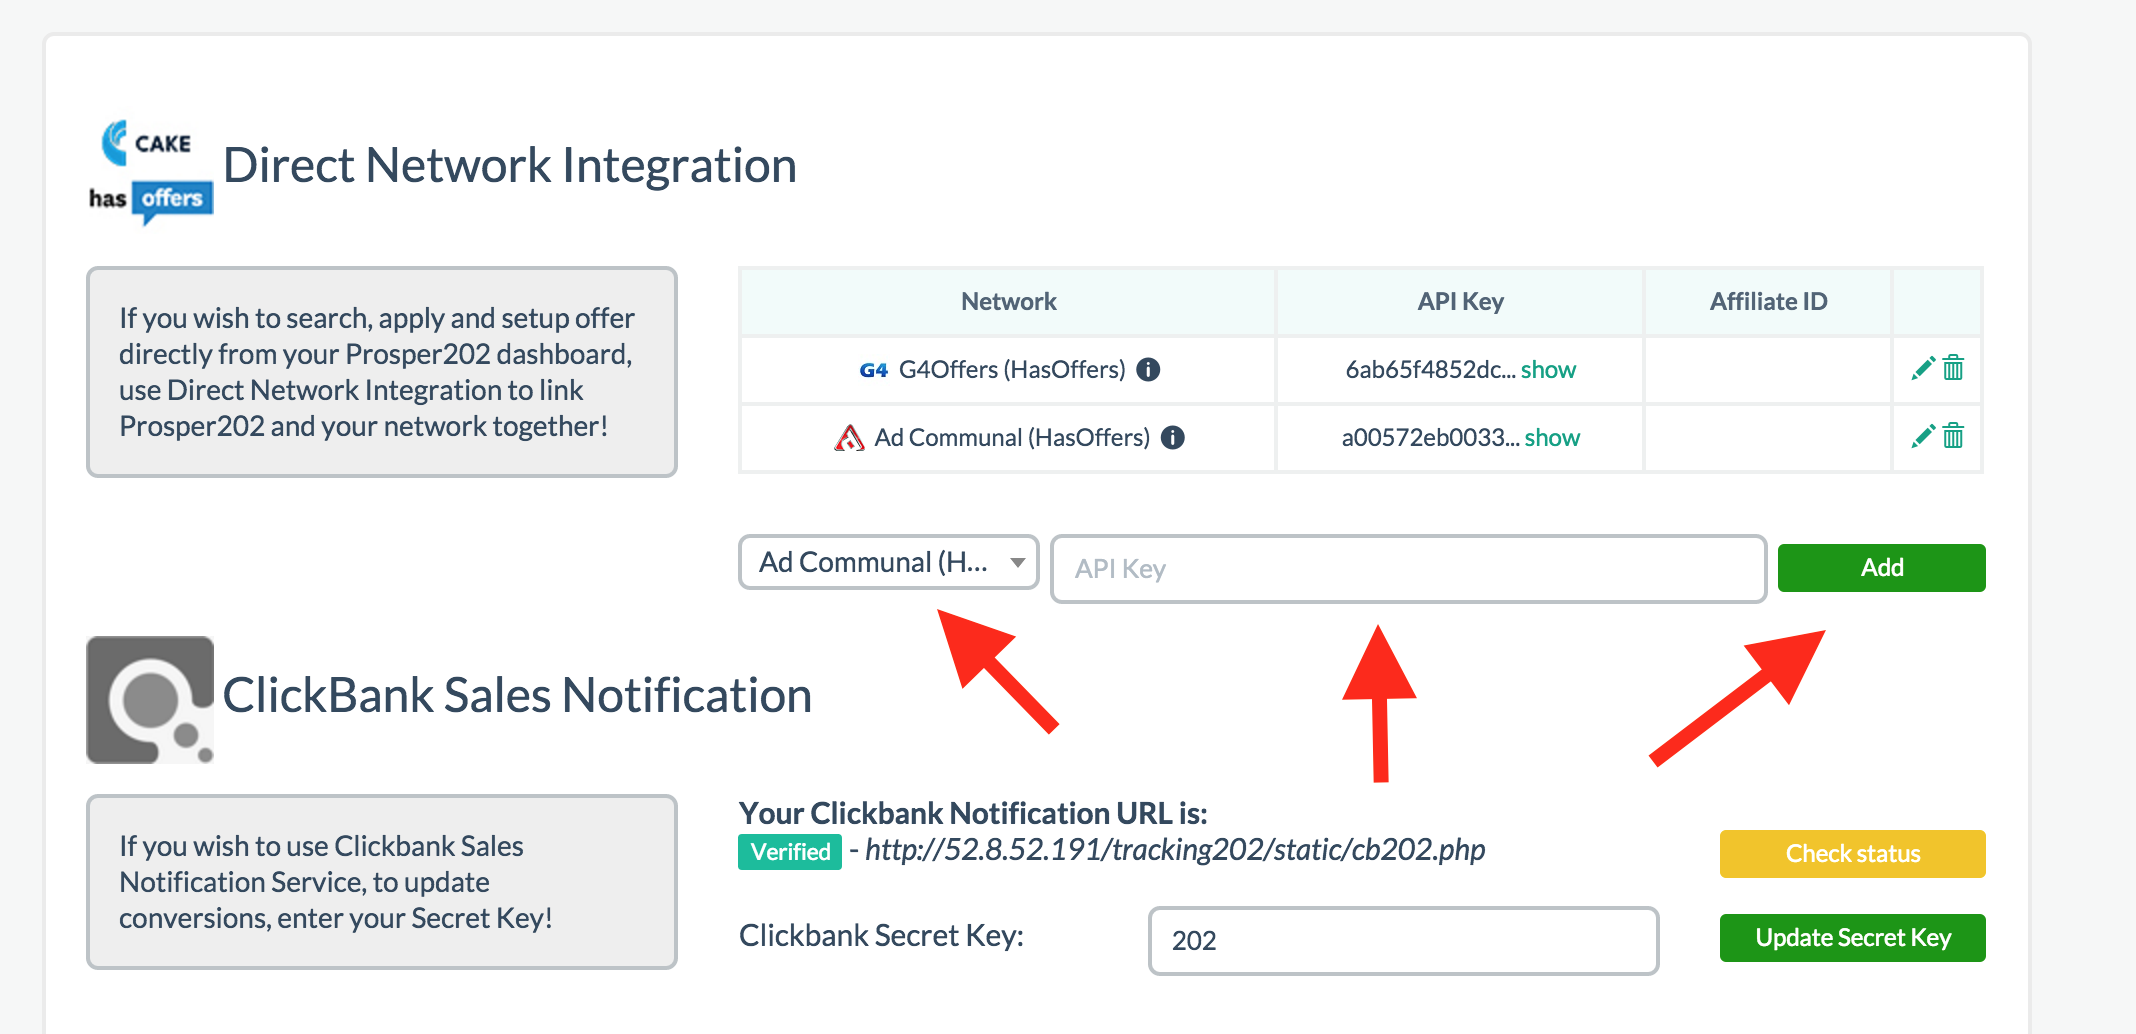 CAKE
has offers
Direct Network Integration
If you wish to search, apply and setup offer
directly from your Prosper202 dashboard,
use Direct Network Integration to link
Prosper202 and your network together!
Network API Key Affiliate ID
G4 G4Offers (HasOffers) i 6ab65f4852dc... show
Ad Communal (HasOffers) i a00572eb0033... show
Ad Communal (H... API Key Add
ClickBank Sales Notification
If you wish to use Clickbank Sales
Notification Service, to update
conversions, enter your Secret Key!
Your Clickbank Notification URL is:
Verified - http://52.8.52.191/tracking202/static/cb202.php
Check status
Clickbank Secret Key: 202 Update Secret Key